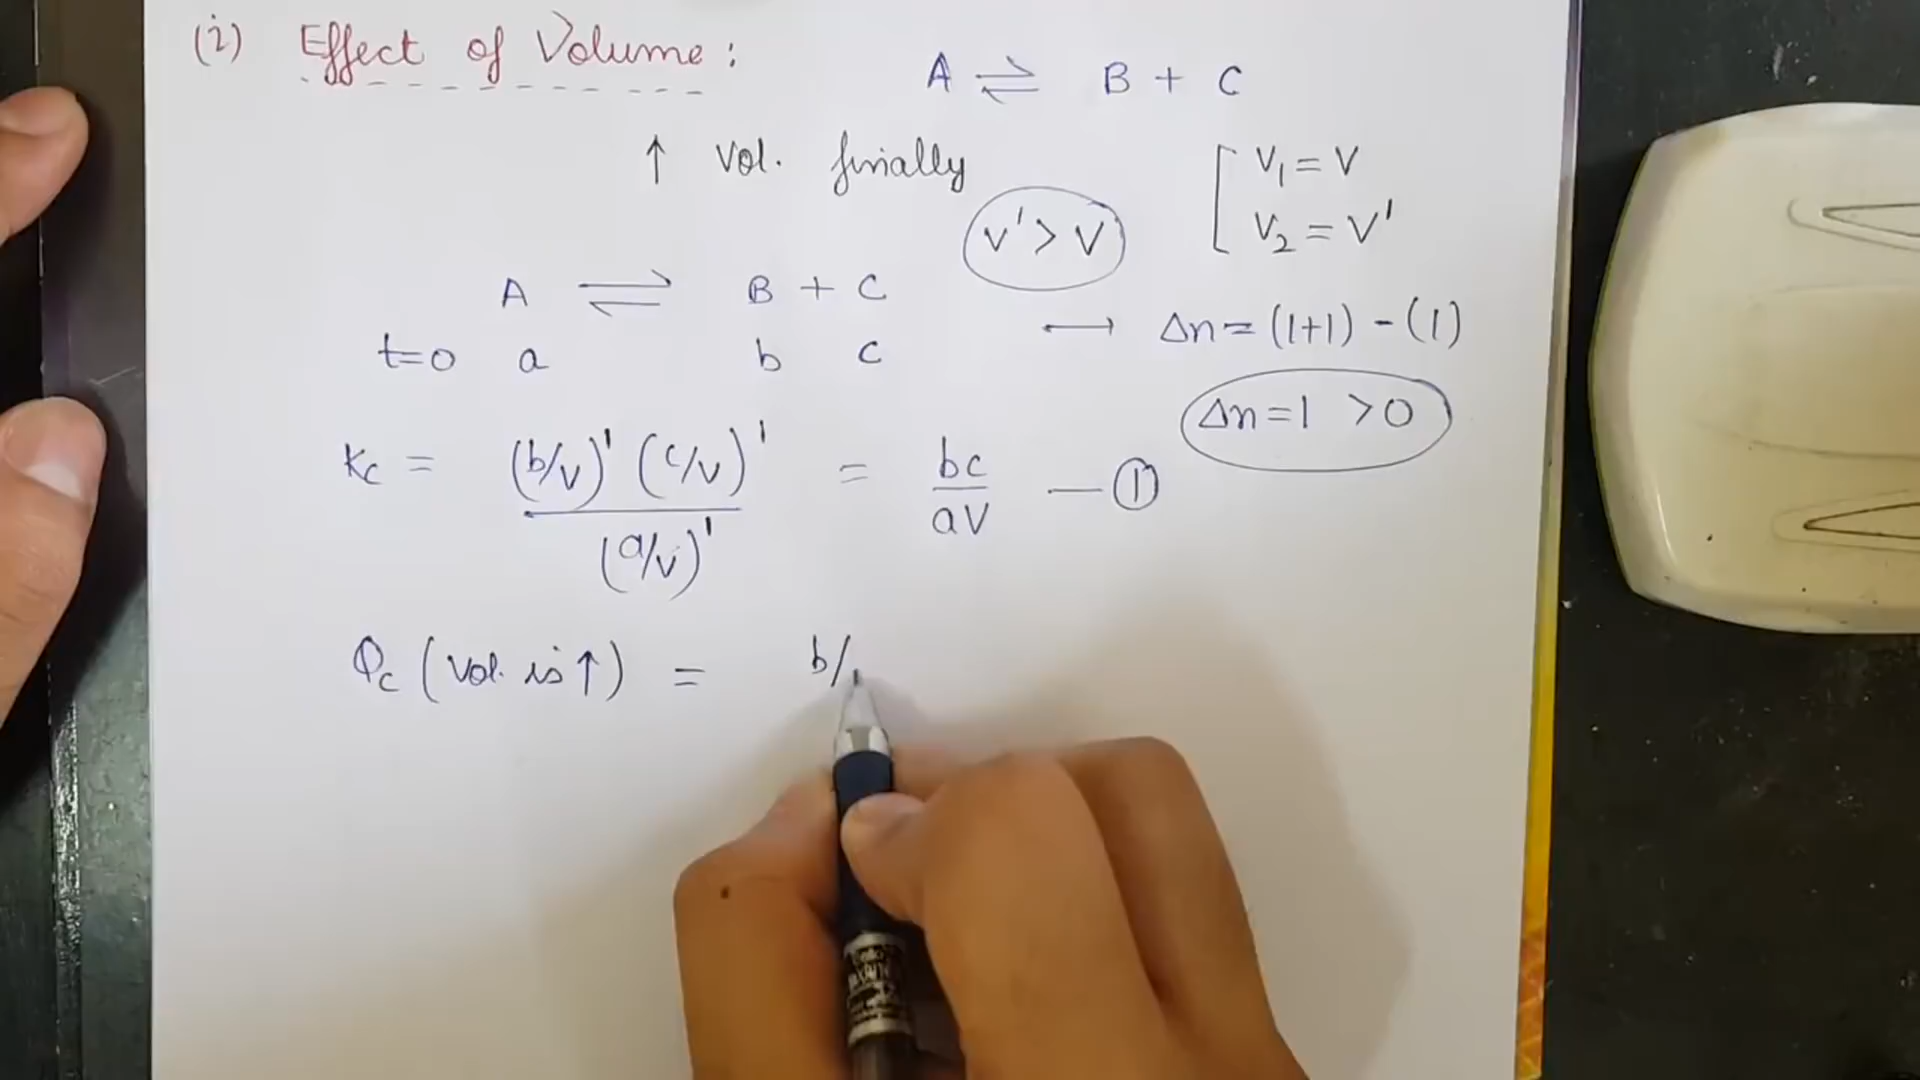 (i) Effect of Volume :
A ⇌ B + C
↑ vol. finally
V₁ = V
V₂ = V'
V' > V
A ⇌ B + C
t=0 a b c
⟷ Δn = (1+1) - (1)
Δn = 1 > 0
Kc = (b/V)¹ (c/V)¹ / (a/V)¹ = bc / aV — ①
Qc (vol. is ↑) = b/